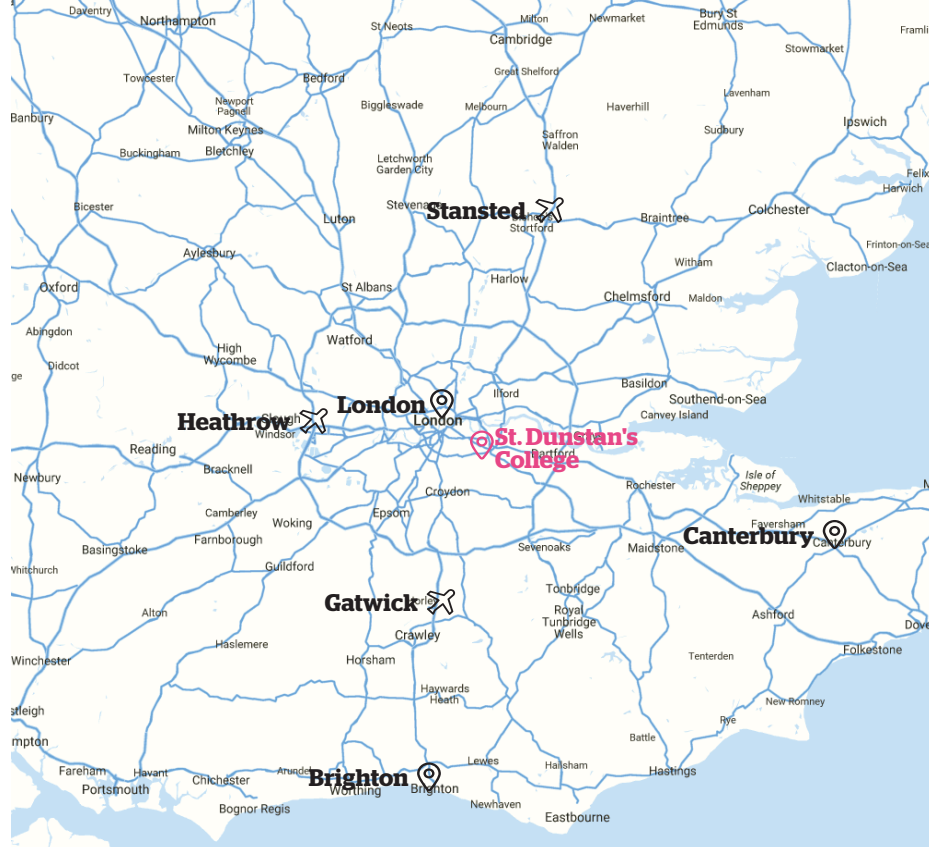 Daventry
Northampton
St Neots
Milton
Newmarket
Bury St
Edmunds
Framli
Cambridge
Stowmarket
Towcester
Bedford
Great Shelford
Lavenham
Newport
Pagnell
Biggleswade
Melbourn
Haverhill
Banbury
Milton Keynes
Saffron
Walden
Sudbury
Ipswich
Buckingham
Bletchley
Letchworth
Garden City
Felix
Harwich
Bicester
Luton
Stevenage
Stansted
Stortford
Braintree
Colchester
Frinton-on-Sea
Aylesbury
Witham
Clacton-on-Sea
Oxford
St Albans
Harlow
Chelmsford
Maldon
Abingdon
Watford
High
Wycombe
Didcot
ge
Basildon
Ilford
Southend-on-Sea
London
Canvey Island
Heathrow
Slough
London
Windsor
St. Dunstan's
College
Dartford
Reading
Bracknell
Newbury
Croydon
Rochester
Isle of
Sheppey
Whitstable
M
Camberley
Woking
Epsom
Faversham
Canterbury
Canterbury
Farnborough
Basingstoke
Sevenoaks
Maidstone
Whitchurch
Guildford
Tonbridge
Gatwick
Horley
Royal
Tunbridge
Wells
Alton
Ashford
Dove
Crawley
Haslemere
Folkestone
Winchester
Horsham
Tenterden
Haywards
Heath
New Romney
stleigh
Rye
mpton
Battle
Lewes
Hailsham
Fareham
Havant
Chichester
Arundel
Brighton
Hastings
Portsmouth
Worthing
Brighton
Bognor Regis
Newhaven
Eastbourne